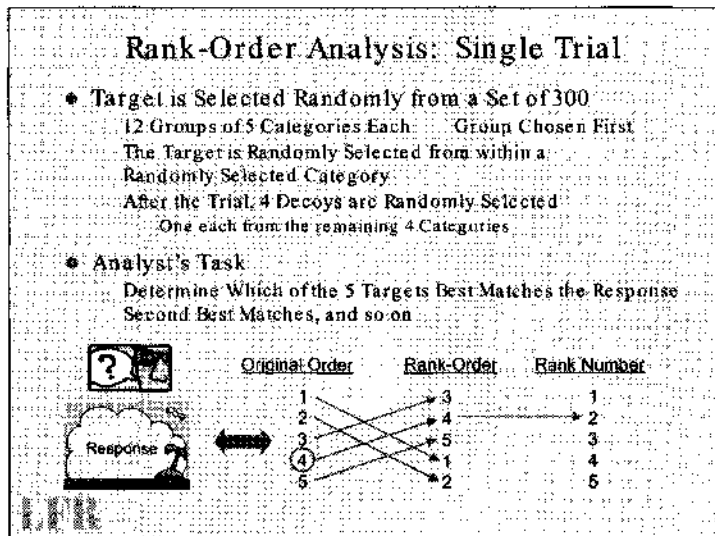 Rank-Order Analysis: Single Trial
Target is Selected Randomly from a Set of 300
12 Groups of 5 Categories Each Group Chosen First
The Target is Randomly Selected from within a
Randomly Selected Category
After the Trial, 4 Decoys are Randomly Selected
One each from the remaining 4 Categories
Analyst's Task
Determine Which of the 5 Targets Best Matches the Response
Second Best Matches, and so on
?
Original Order Rank-Order Rank Number
1 3 1
2 4 2
3 5 3
4 1 4
5 2 5
Response
LFR